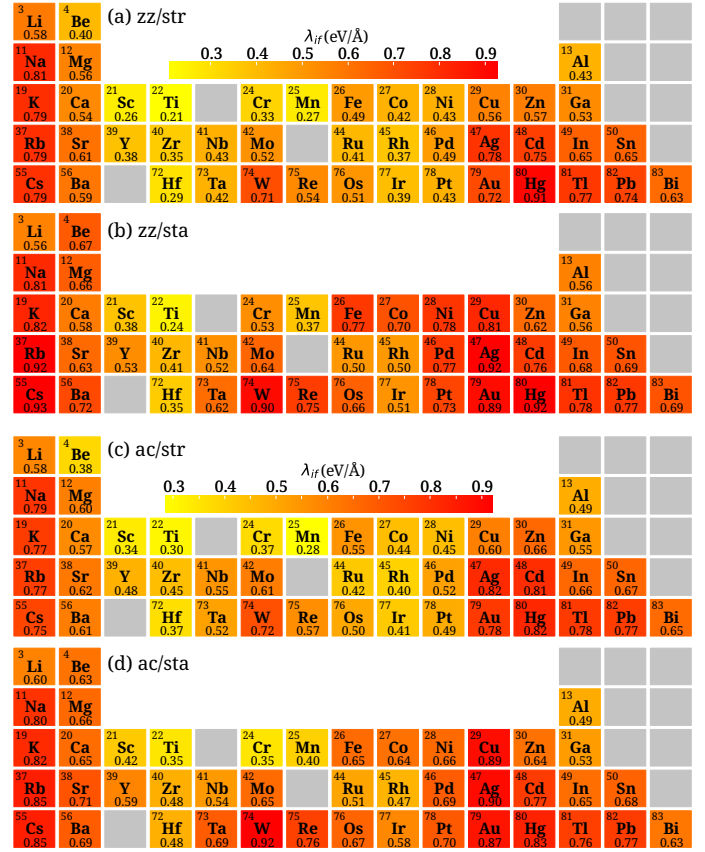 (a) zz/str
3 4
Li Be
0.58 0.40
λif (eV/Å)
0.3 0.4 0.5 0.6 0.7 0.8 0.9
11 12 13
Na Mg Al
0.81 0.56 0.43
19 20 21 22 24 25 26 27 28 29 30 31
K Ca Sc Ti Cr Mn Fe Co Ni Cu Zn Ga
0.79 0.54 0.26 0.21 0.33 0.27 0.49 0.42 0.43 0.56 0.57 0.53
37 38 39 40 41 42 44 45 46 47 48 49 50
Rb Sr Y Zr Nb Mo Ru Rh Pd Ag Cd In Sn
0.79 0.61 0.38 0.35 0.43 0.52 0.41 0.37 0.49 0.78 0.75 0.65 0.65
55 56 72 73 74 75 76 77 78 79 80 81 82 83
Cs Ba Hf Ta W Re Os Ir Pt Au Hg Tl Pb Bi
0.79 0.59 0.29 0.42 0.71 0.54 0.51 0.39 0.43 0.72 0.91 0.77 0.74 0.63
(b) zz/sta
3 4
Li Be
0.56 0.67
11 12 13
Na Mg Al
0.81 0.66 0.56
19 20 21 22 24 25 26 27 28 29 30 31
K Ca Sc Ti Cr Mn Fe Co Ni Cu Zn Ga
0.82 0.58 0.38 0.24 0.53 0.37 0.77 0.70 0.78 0.81 0.62 0.56
37 38 39 40 41 42 44 45 46 47 48 49 50
Rb Sr Y Zr Nb Mo Ru Rh Pd Ag Cd In Sn
0.92 0.63 0.53 0.41 0.52 0.64 0.50 0.50 0.77 0.92 0.76 0.68 0.69
55 56 72 73 74 75 76 77 78 79 80 81 82 83
Cs Ba Hf Ta W Re Os Ir Pt Au Hg Tl Pb Bi
0.93 0.72 0.35 0.62 0.90 0.75 0.66 0.51 0.73 0.89 0.92 0.78 0.77 0.69
(c) ac/str
3 4
Li Be
0.58 0.38
λif (eV/Å)
0.3 0.4 0.5 0.6 0.7 0.8 0.9
11 12 13
Na Mg Al
0.79 0.60 0.49
19 20 21 22 24 25 26 27 28 29 30 31
K Ca Sc Ti Cr Mn Fe Co Ni Cu Zn Ga
0.77 0.57 0.34 0.30 0.37 0.28 0.55 0.44 0.45 0.60 0.66 0.55
37 38 39 40 41 42 44 45 46 47 48 49 50
Rb Sr Y Zr Nb Mo Ru Rh Pd Ag Cd In Sn
0.77 0.62 0.48 0.45 0.55 0.61 0.42 0.40 0.52 0.82 0.81 0.66 0.67
55 56 72 73 74 75 76 77 78 79 80 81 82 83
Cs Ba Hf Ta W Re Os Ir Pt Au Hg Tl Pb Bi
0.75 0.61 0.37 0.52 0.72 0.57 0.50 0.41 0.49 0.78 0.82 0.78 0.77 0.65
(d) ac/sta
3 4
Li Be
0.60 0.63
11 12 13
Na Mg Al
0.80 0.66 0.49
19 20 21 22 24 25 26 27 28 29 30 31
K Ca Sc Ti Cr Mn Fe Co Ni Cu Zn Ga
0.82 0.65 0.42 0.35 0.35 0.40 0.65 0.64 0.66 0.89 0.64 0.53
37 38 39 40 41 42 44 45 46 47 48 49 50
Rb Sr Y Zr Nb Mo Ru Rh Pd Ag Cd In Sn
0.85 0.71 0.59 0.48 0.54 0.65 0.51 0.47 0.69 0.90 0.77 0.65 0.68
55 56 72 73 74 75 76 77 78 79 80 81 82 83
Cs Ba Hf Ta W Re Os Ir Pt Au Hg Tl Pb Bi
0.85 0.69 0.48 0.69 0.92 0.76 0.67 0.58 0.70 0.87 0.83 0.76 0.77 0.63